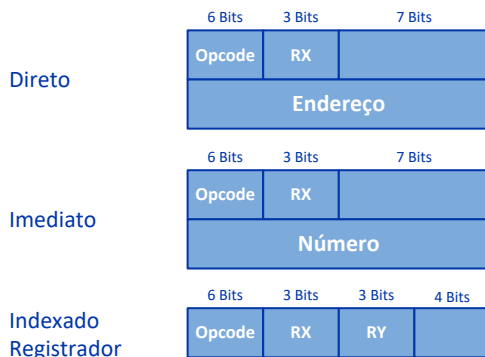 6 Bits 3 Bits 7 Bits
Direto
Opcode RX
Endereço
6 Bits 3 Bits 7 Bits
Imediato
Opcode RX
Número
6 Bits 3 Bits 3 Bits 4 Bits
Indexado
Registrador
Opcode RX RY